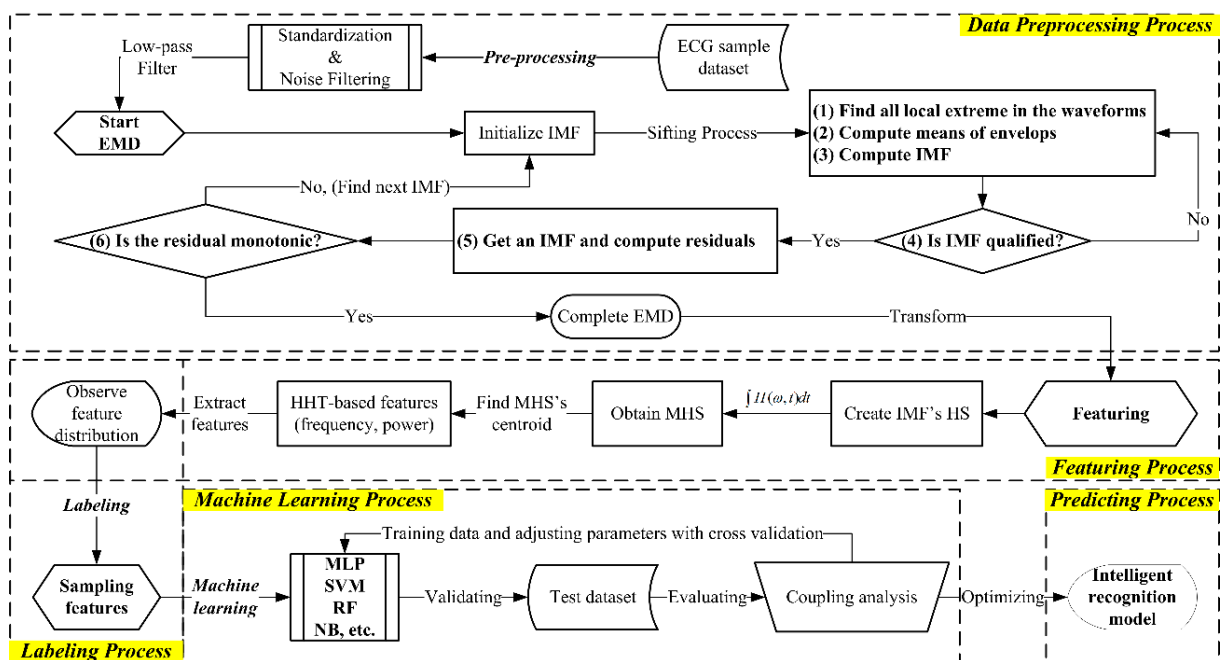 Data Preprocessing Process
Low-pass
Filter
Standardization
&
Noise Filtering
Pre-processing
ECG sample
dataset
Start
EMD
Initialize IMF
Sifting Process
(1) Find all local extreme in the waveforms
(2) Compute means of envelops
(3) Compute IMF
No, (Find next IMF)
No
(6) Is the residual monotonic?
(5) Get an IMF and compute residuals
Yes
(4) Is IMF qualified?
Yes
Complete EMD
Transform
Observe
feature
distribution
Extract
features
HHT-based features
(frequency, power)
Find MHS's
centroid
Obtain MHS
∫H(ω,t)dt
Create IMF's HS
Featuring
Featuring Process
Labeling
Machine Learning Process
Predicting Process
Training data and adjusting parameters with cross validation
Sampling
features
Machine
learning
MLP
SVM
RF
NB, etc.
Validating
Test dataset
Evaluating
Coupling analysis
Optimizing
Intelligent
recognition
model
Labeling Process